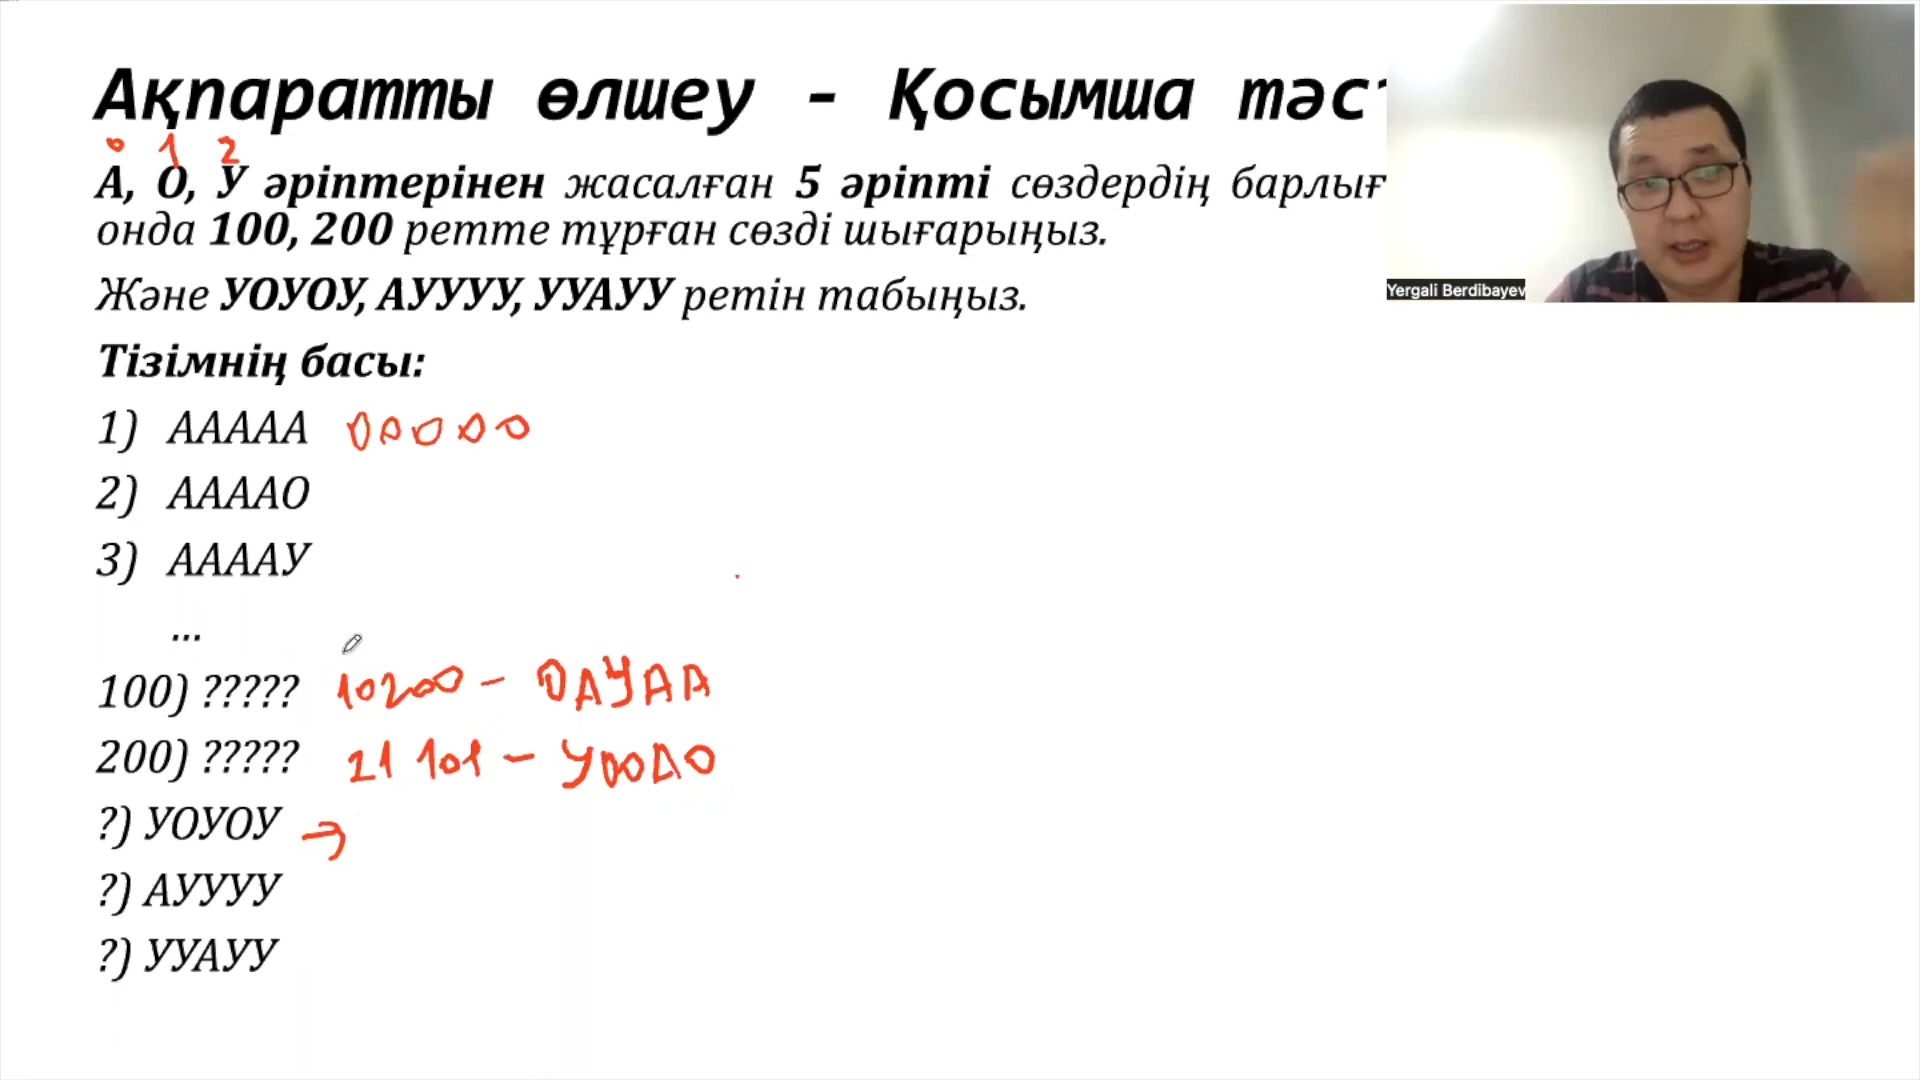 Ақпаратты өлшеу - Қосымша тәс
0 1 2
А, О, У әріптерінен жасалған 5 әріпті сөздердің барлығ
онда 100, 200 ретте тұрған сөзді шығарыңыз.
Yergali Berdibayev
Және УОУОУ, АУУУУ, УУАУУ ретін табыңыз.
Тізімнің басы:
1) ААААА 00000
2) ААААО
3) ААААУ
...
100) ????? 10200 - ОАУАА
200) ????? 21 101 - УООАО
?) УОУОУ →
?) АУУУУ
?) УУАУУ